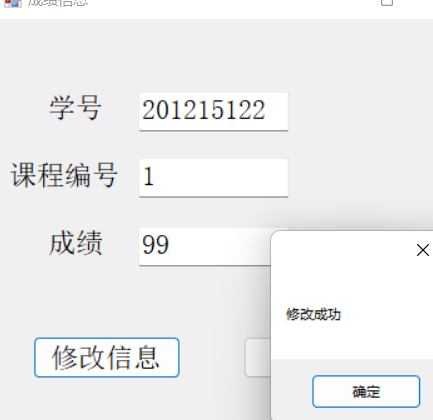 成绩信息
学号 201215122
课程编号 1
成绩 99
修改成功
修改信息
确定